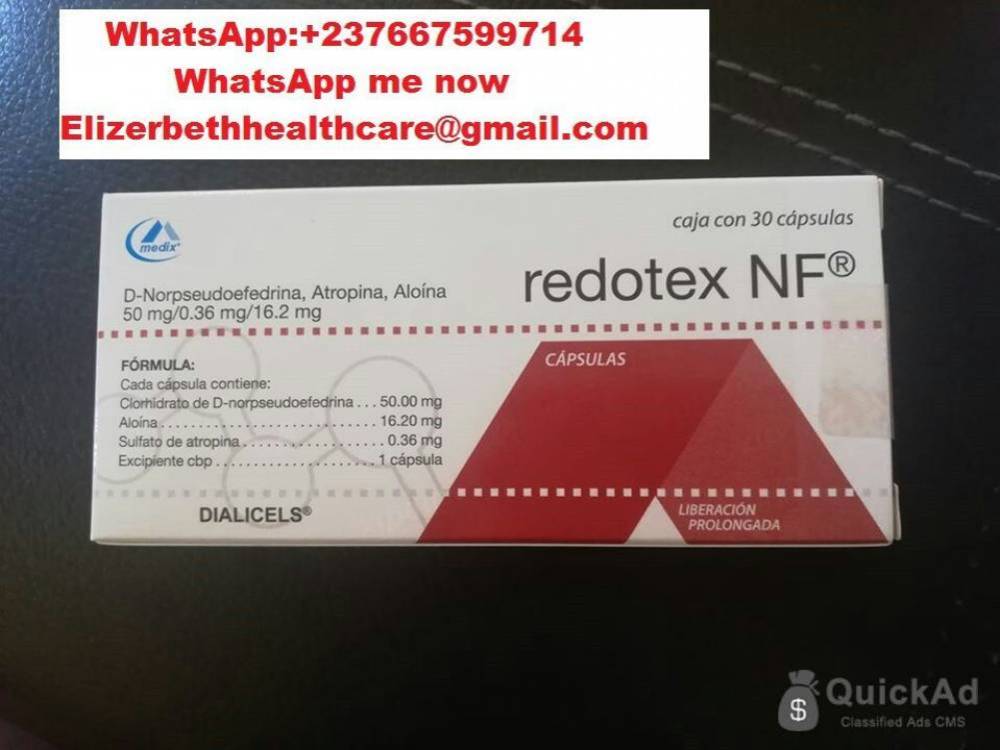 WhatsApp:+237667599714
WhatsApp me now
Elizerbethhealthcare@gmail.com
medix®
caja con 30 cápsulas
redotex NF®
D-Norpseudoefedrina, Atropina, Aloína
50 mg/0.36 mg/16.2 mg
CÁPSULAS
FÓRMULA:
Cada cápsula contiene:
Clorhidrato de D-norpseudoefedrina . . . 50.00 mg
Aloína . . . . . . . . . . . . . . . . . . . . . . . . . . . . 16.20 mg
Sulfato de atropina . . . . . . . . . . . . . . . . . . 0.36 mg
Excipiente cbp . . . . . . . . . . . . . . . . . . . . 1 cápsula
DIALICELS®
LIBERACIÓN
PROLONGADA
QuickAd
Classified Ads CMS
$